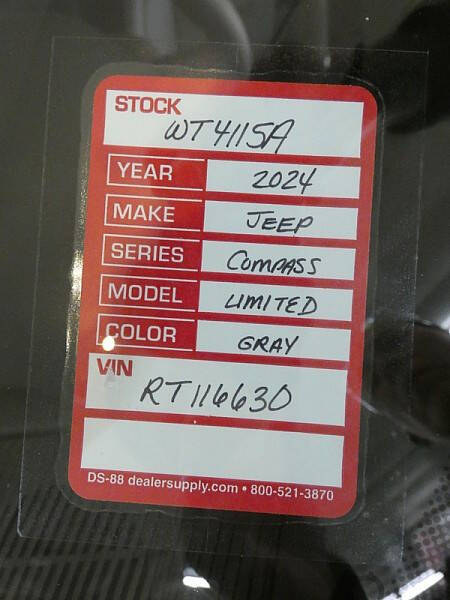 STOCK
WT4115A
YEAR 2024
MAKE JEEP
SERIES COMPASS
MODEL LIMITED
COLOR GRAY
VIN
RT116630
DS-88 dealersupply.com • 800-521-3870